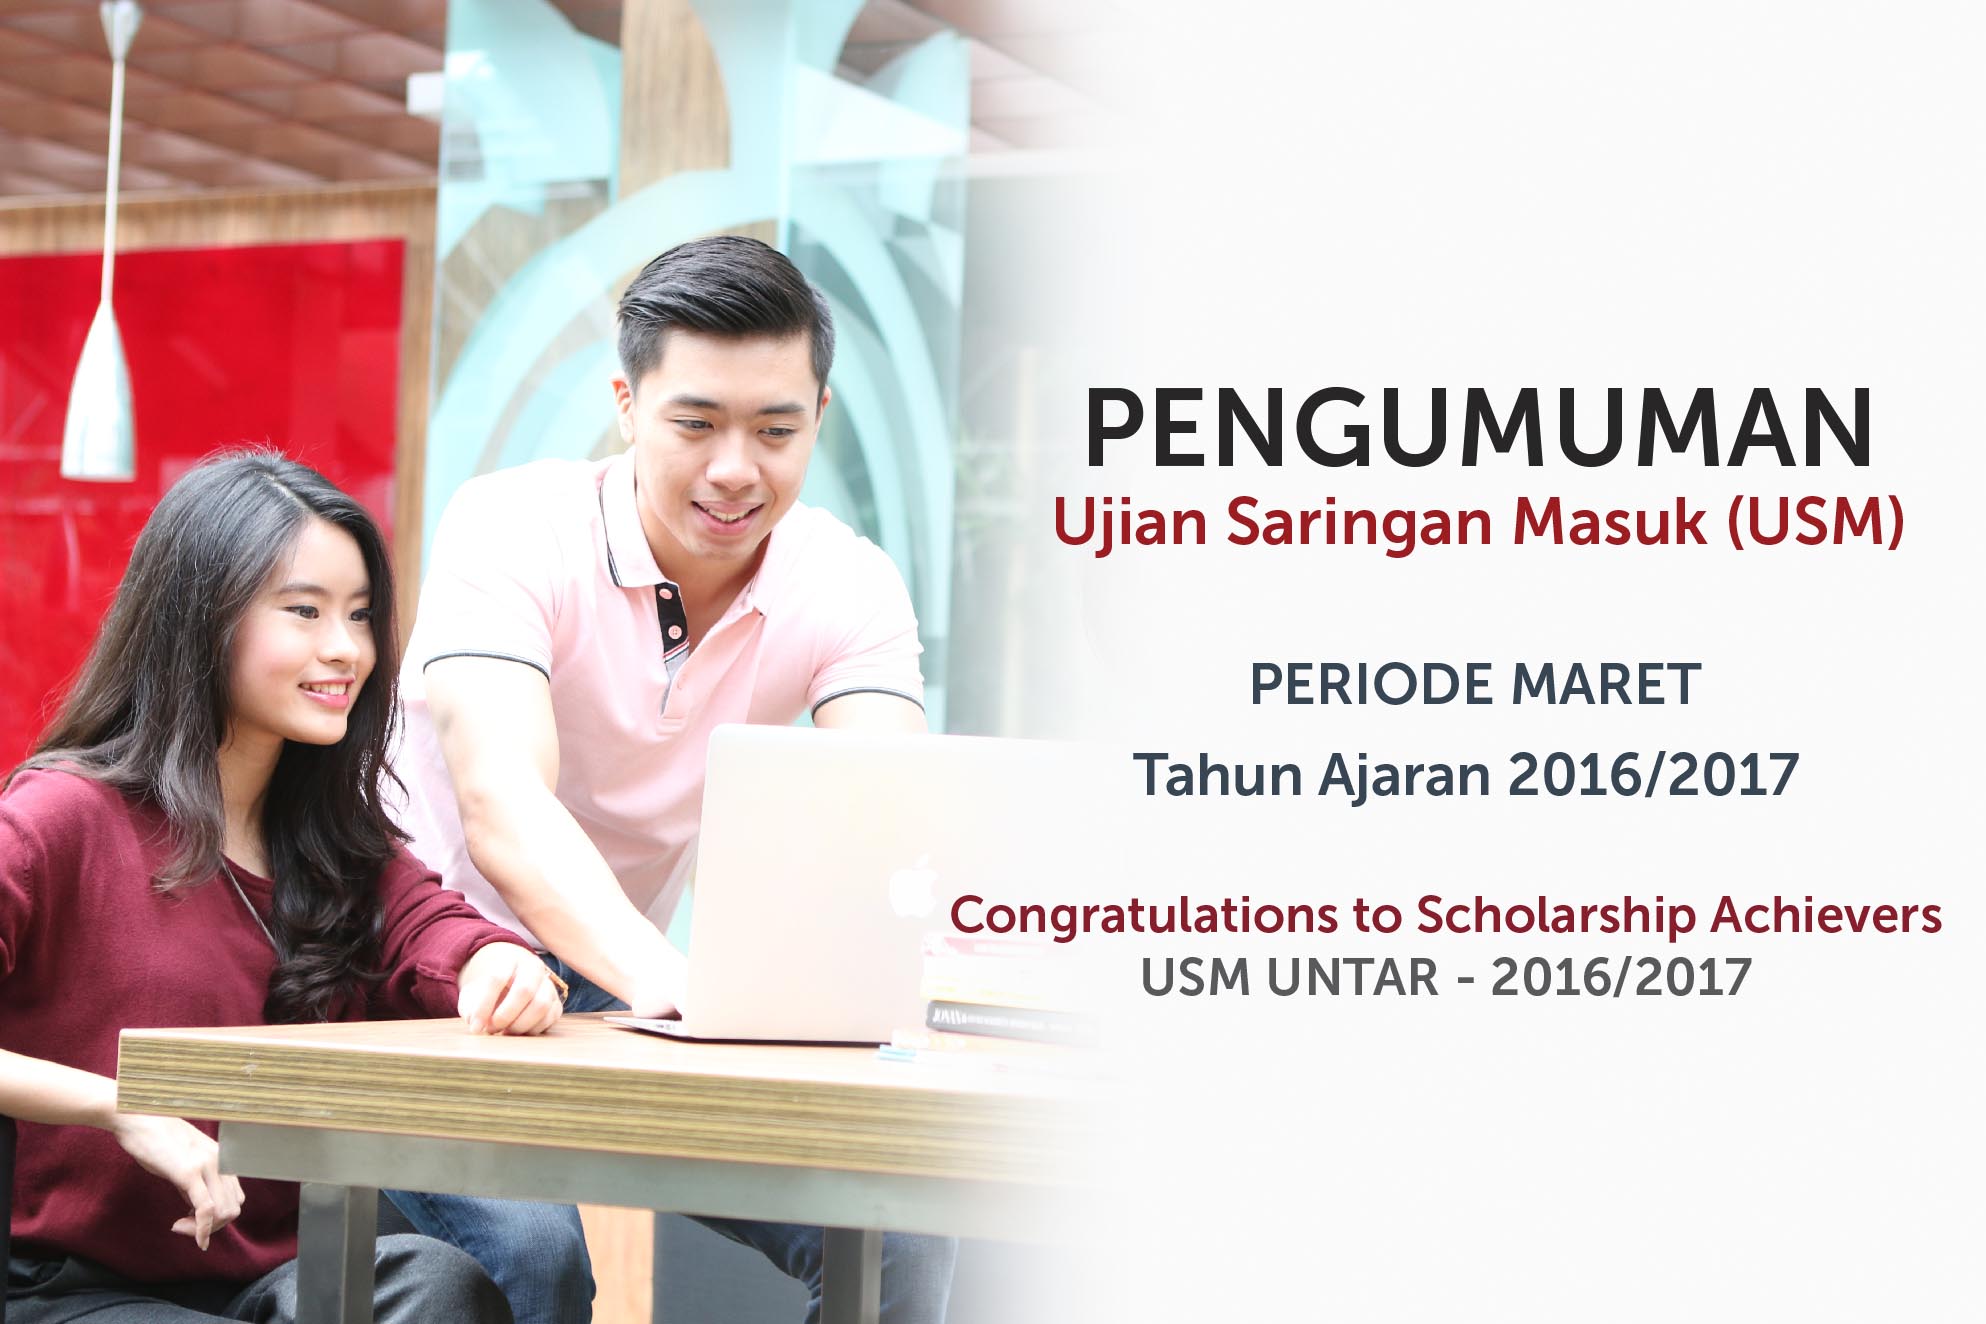 PENGUMUMAN
Ujian Saringan Masuk (USM)
PERIODE MARET
Tahun Ajaran 2016/2017
Congratulations to Scholarship Achievers
USM UNTAR - 2016/2017